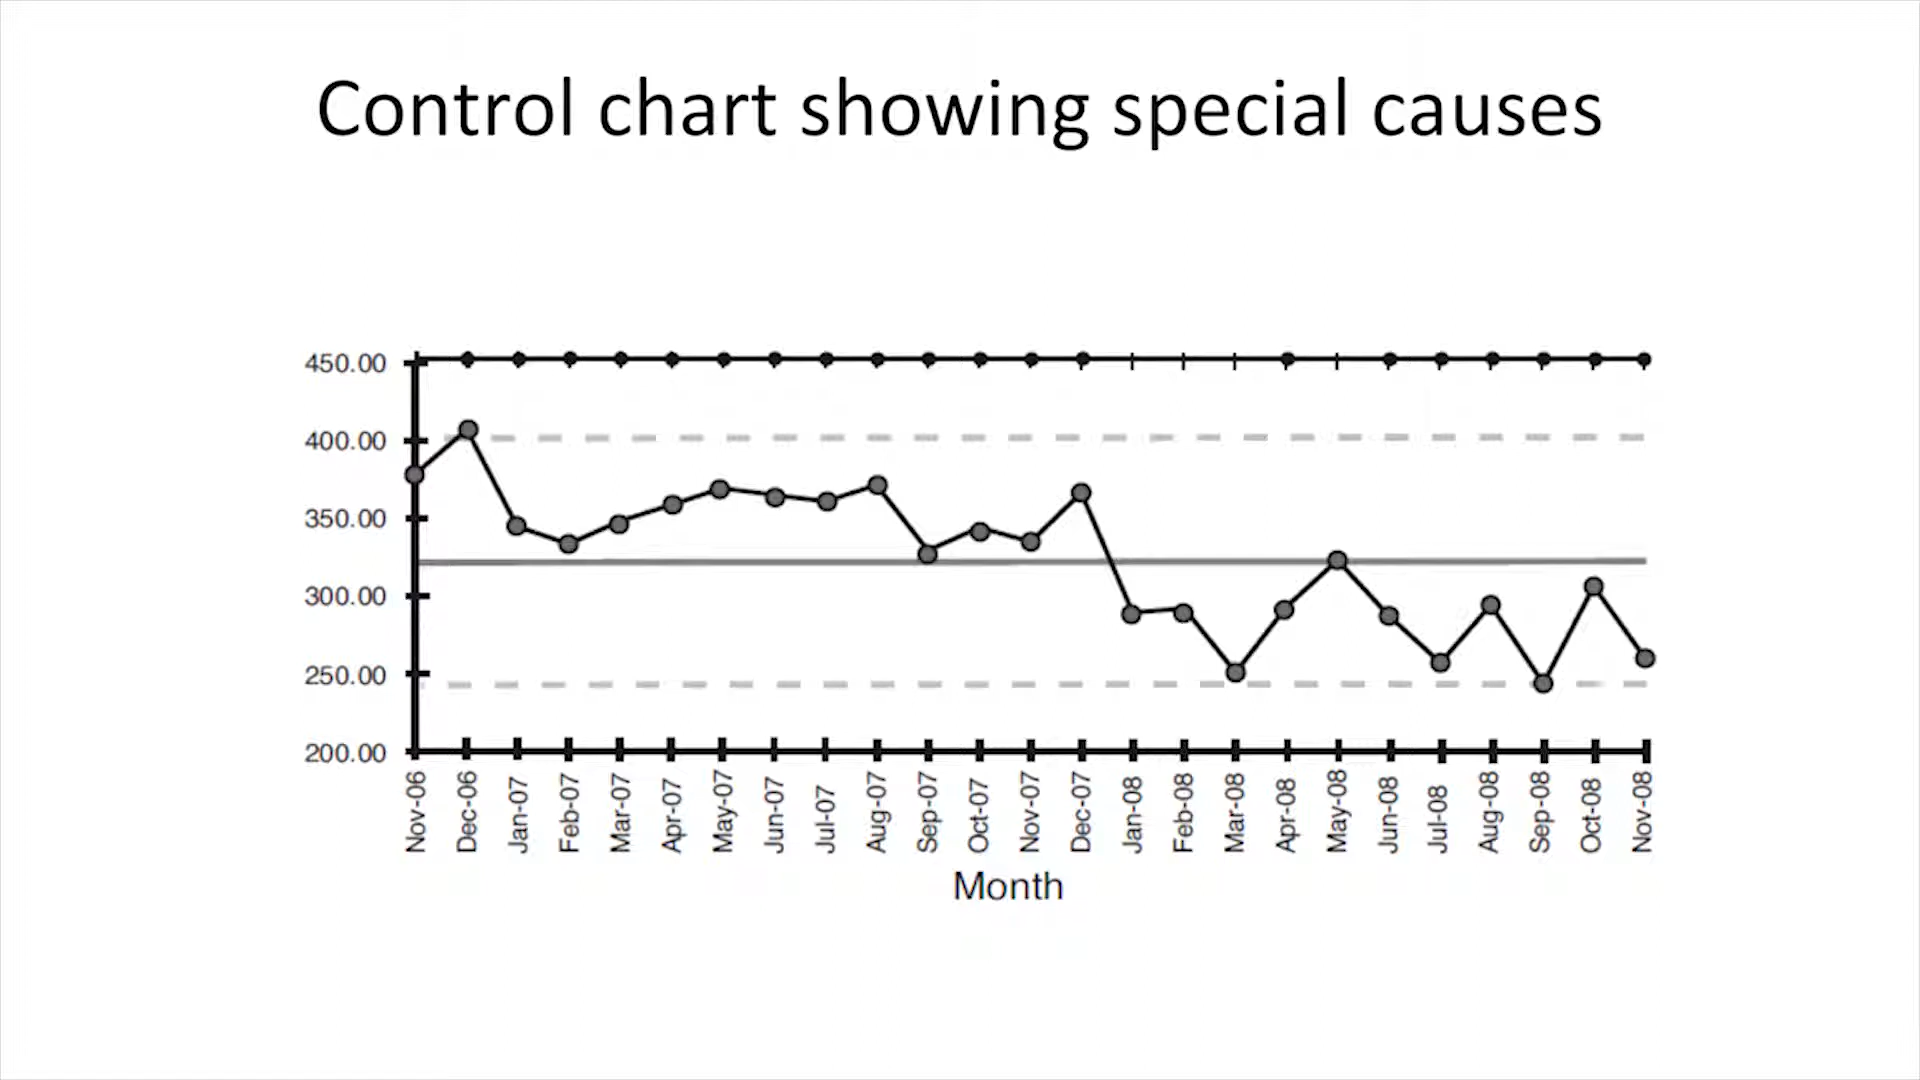 Control chart showing special causes
450.00
400.00
350.00
300.00
250.00
200.00
Nov-06 Dec-06 Jan-07 Feb-07 Mar-07 Apr-07 May-07 Jun-07 Jul-07 Aug-07 Sep-07 Oct-07 Nov-07 Dec-07 Jan-08 Feb-08 Mar-08 Apr-08 May-08 Jun-08 Jul-08 Aug-08 Sep-08 Oct-08 Nov-08
Month